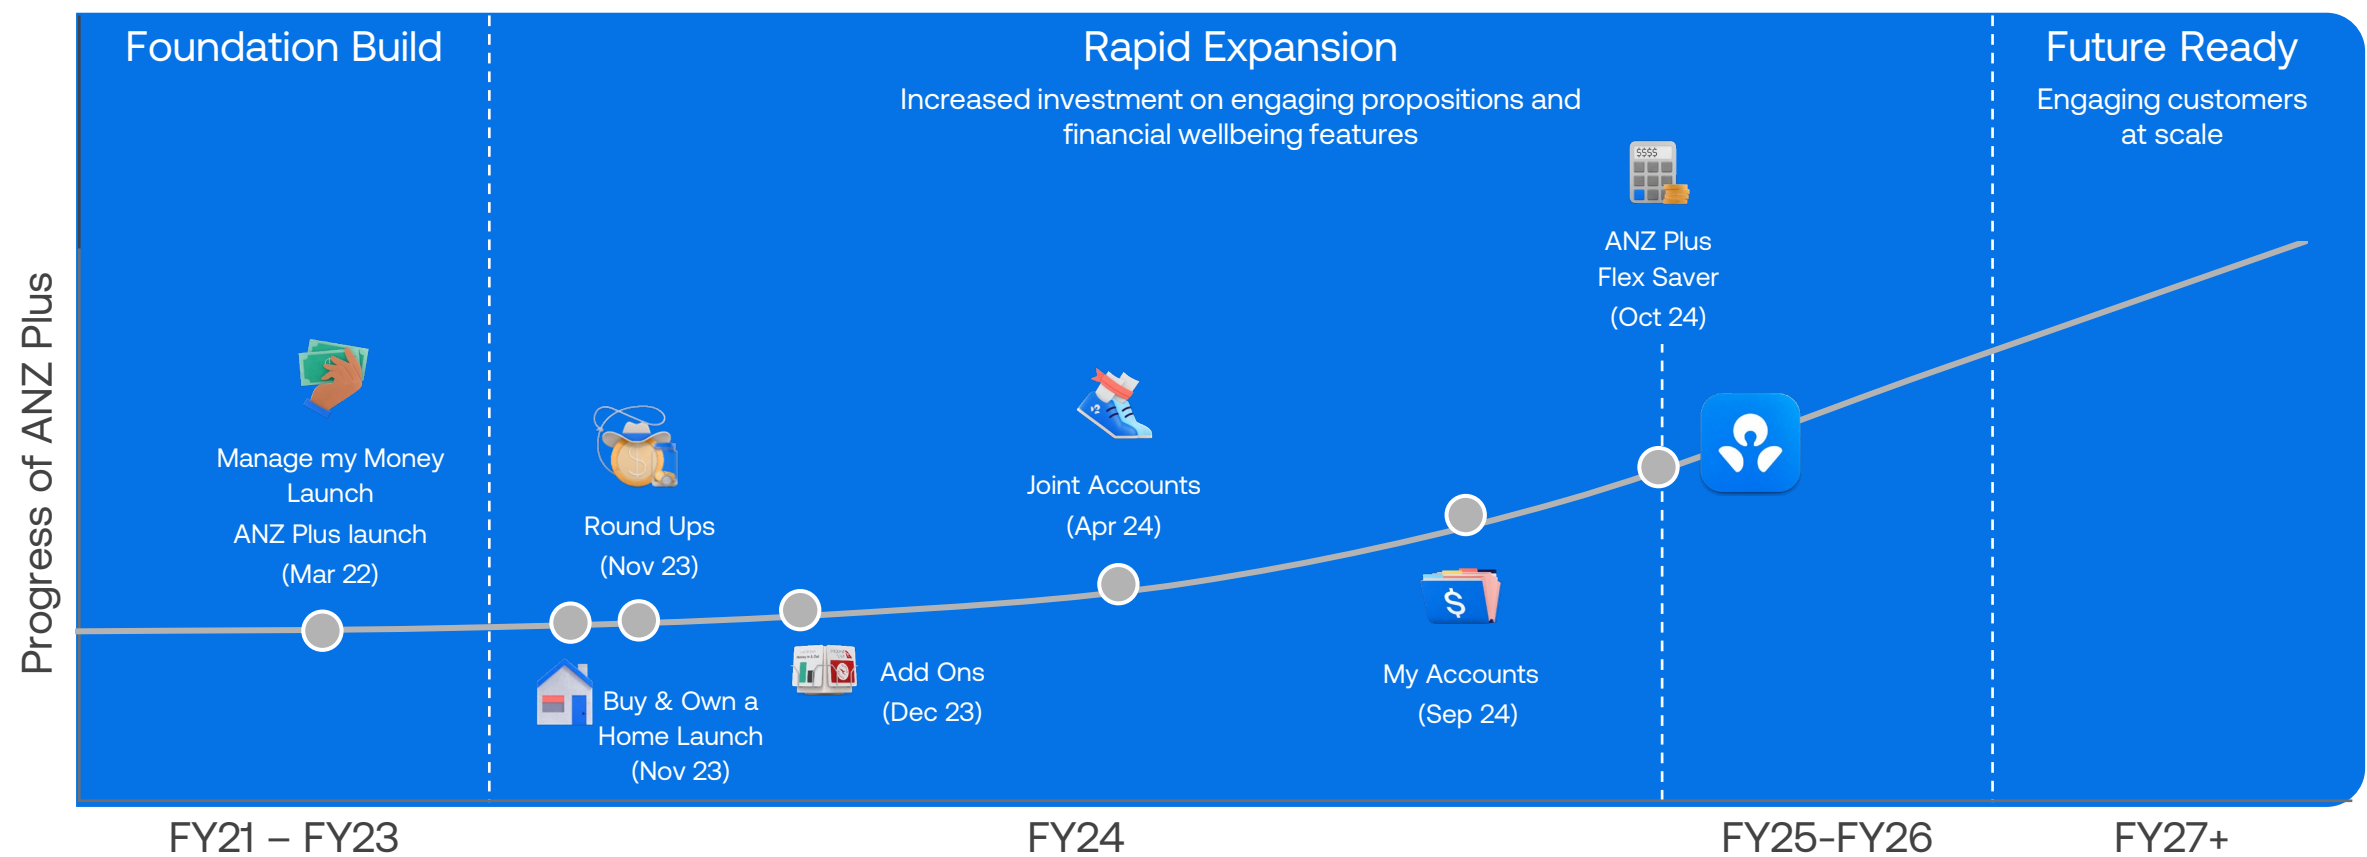 Foundation Build
Rapid Expansion
Increased investment on engaging propositions and
financial wellbeing features
Future Ready
Engaging customers
at scale
Progress of ANZ Plus
Manage my Money
Launch
ANZ Plus launch
(Mar 22)
Round Ups
(Nov 23)
Buy & Own a
Home Launch
(Nov 23)
Add Ons
(Dec 23)
Joint Accounts
(Apr 24)
$
My Accounts
(Sep 24)
$$$$
ANZ Plus
Flex Saver
(Oct 24)
FY21 – FY23
FY24
FY25-FY26
FY27+